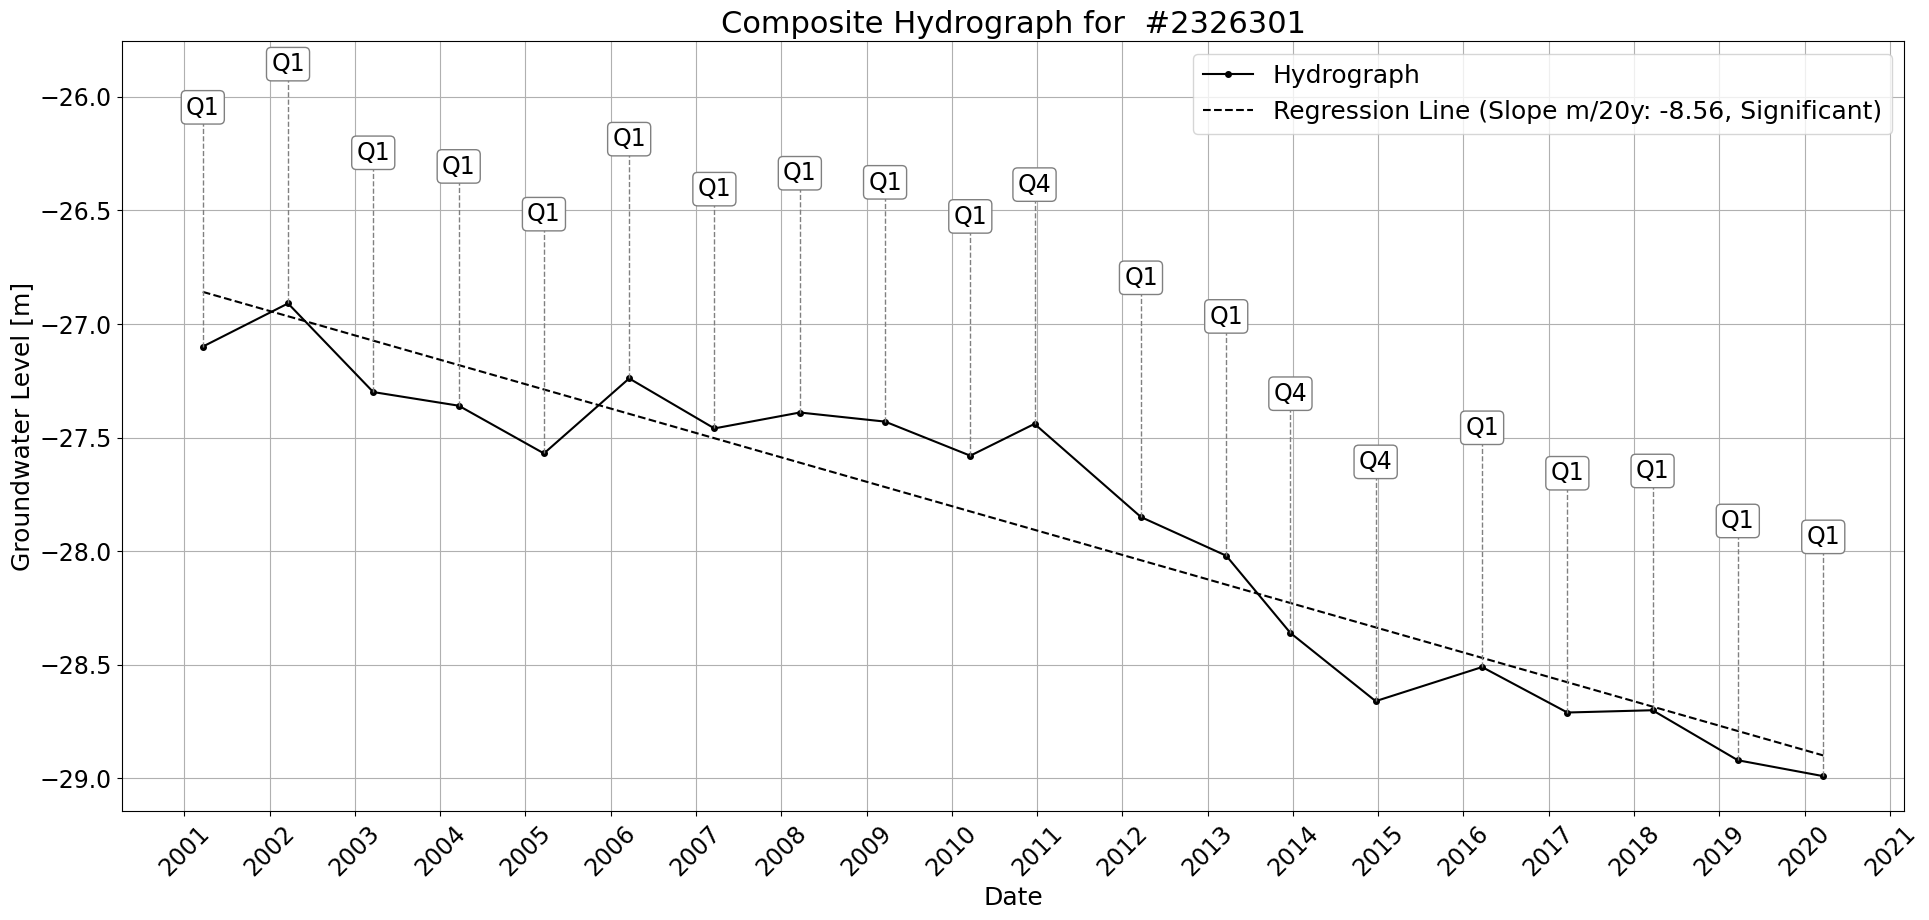 Composite Hydrograph for  #2326301
Hydrograph
Regression Line (Slope m/20y: -8.56, Significant)
Q1
Q1
Q1
Q1
Q1
Q1
Q1
Q1
Q1
Q1
Q4
Q1
Q1
Q4
Q4
Q1
Q1
Q1
Q1
Q1
Groundwater Level [m]
−26.0
−26.5
−27.0
−27.5
−28.0
−28.5
−29.0
2001 2002 2003 2004 2005 2006 2007 2008 2009 2010 2011 2012 2013 2014 2015 2016 2017 2018 2019 2020 2021
Date